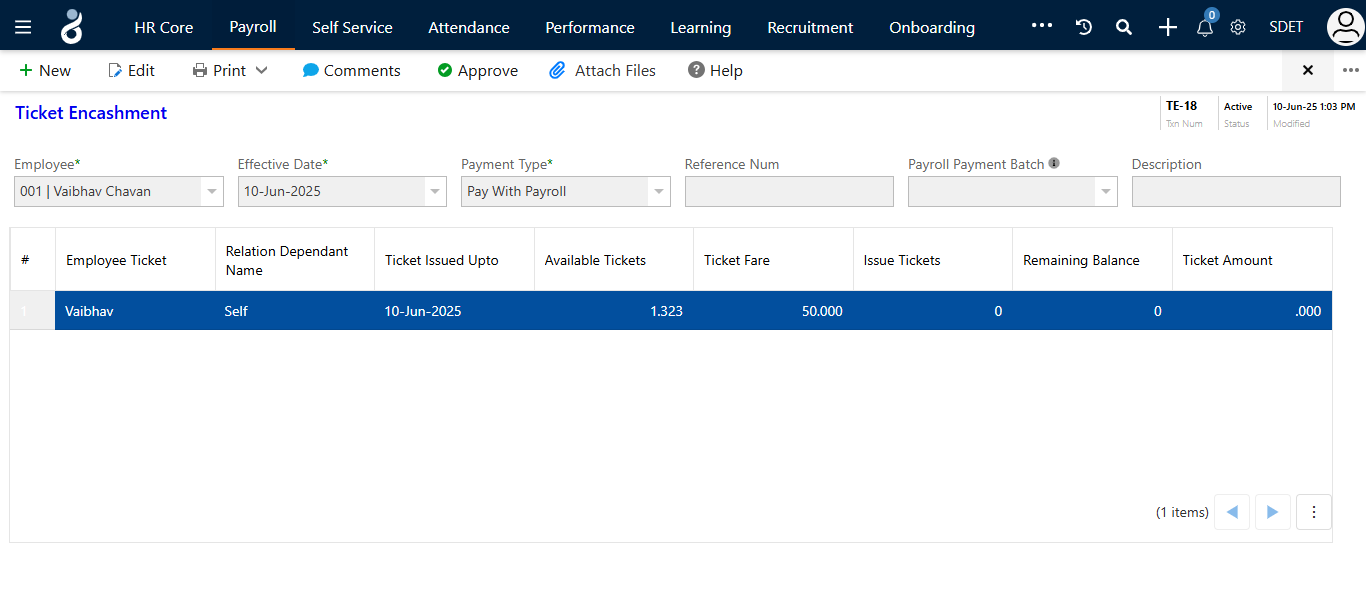 HR Core Payroll Self Service Attendance Performance Learning Recruitment Onboarding ••• 0 SDET
New Edit Print Comments Approve Attach Files Help
Ticket Encashment
TE-18 Active 10-Jun-25 1:03 PM
Txn Num Status Modified
Employee* Effective Date* Payment Type* Reference Num Payroll Payment Batch Description
001 | Vaibhav Chavan 10-Jun-2025 Pay With Payroll
# Employee Ticket Relation Dependant Name Ticket Issued Upto Available Tickets Ticket Fare Issue Tickets Remaining Balance Ticket Amount
1 Vaibhav Self 10-Jun-2025 1.323 50.000 0 0 .000
(1 items)